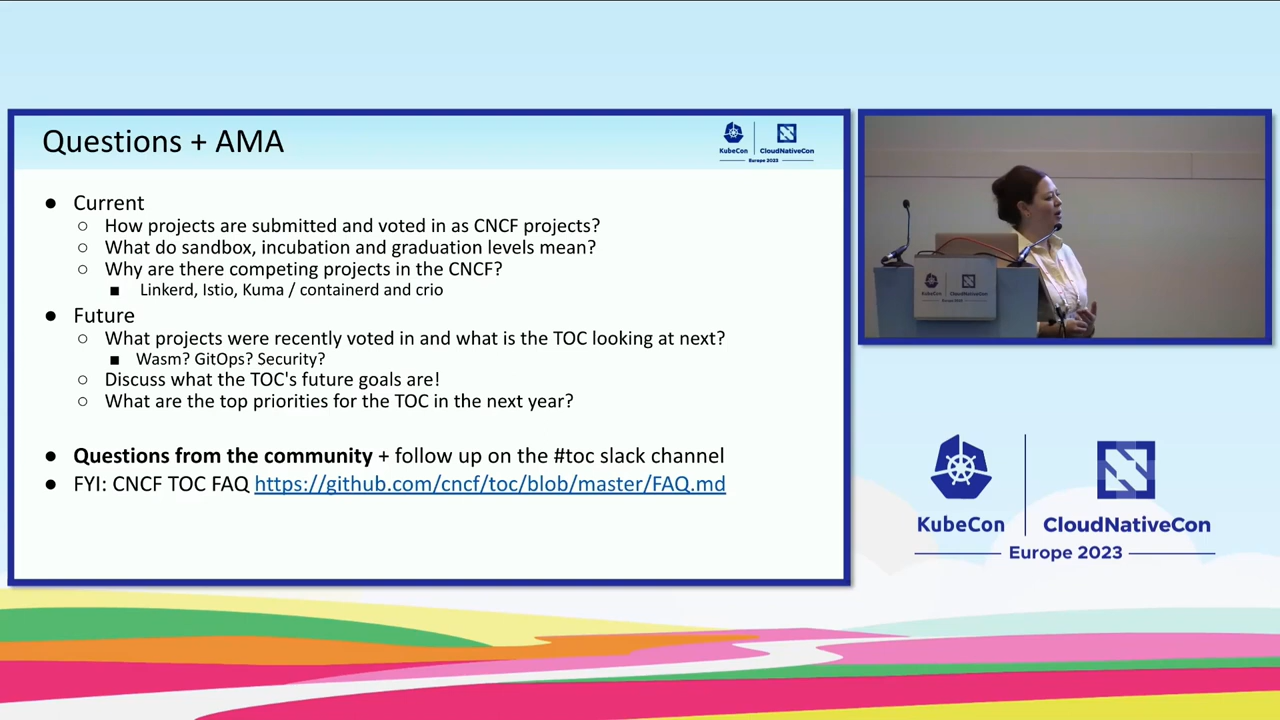 Questions + AMA
KubeCon
CloudNativeCon
Europe 2023
● Current
○ How projects are submitted and voted in as CNCF projects?
○ What do sandbox, incubation and graduation levels mean?
○ Why are there competing projects in the CNCF?
■ Linkerd, Istio, Kuma / containerd and crio
● Future
○ What projects were recently voted in and what is the TOC looking at next?
■ Wasm? GitOps? Security?
○ Discuss what the TOC's future goals are!
○ What are the top priorities for the TOC in the next year?
● Questions from the community + follow up on the #toc slack channel
● FYI: CNCF TOC FAQ https://github.com/cncf/toc/blob/master/FAQ.md
KubeCon
CloudNativeCon
KubeCon
CloudNativeCon
Europe 2023